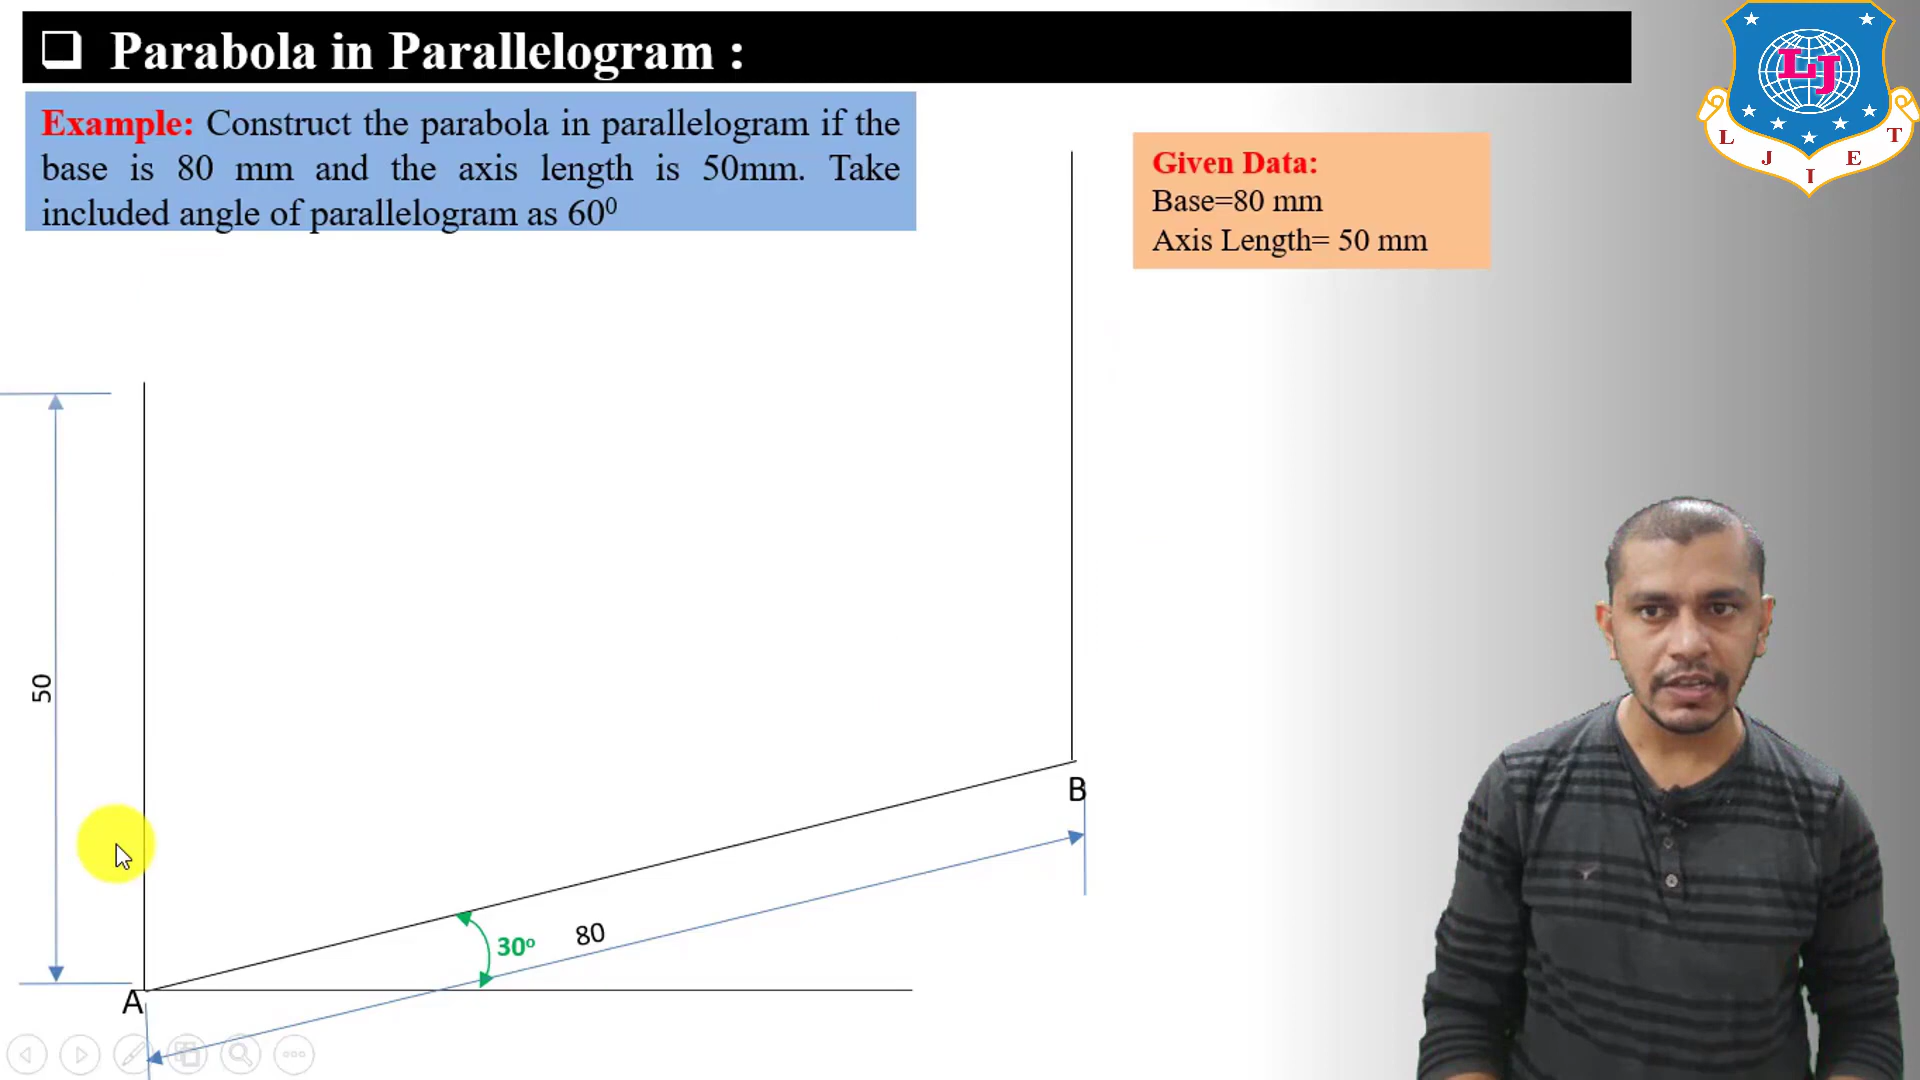 ❑ Parabola in Parallelogram :
Example: Construct the parabola in parallelogram if the
base is 80 mm and the axis length is 50mm. Take
included angle of parallelogram as 60⁰
Given Data:
Base=80 mm
Axis Length= 50 mm
LJ
L J I E T
50
B
30º
80
A